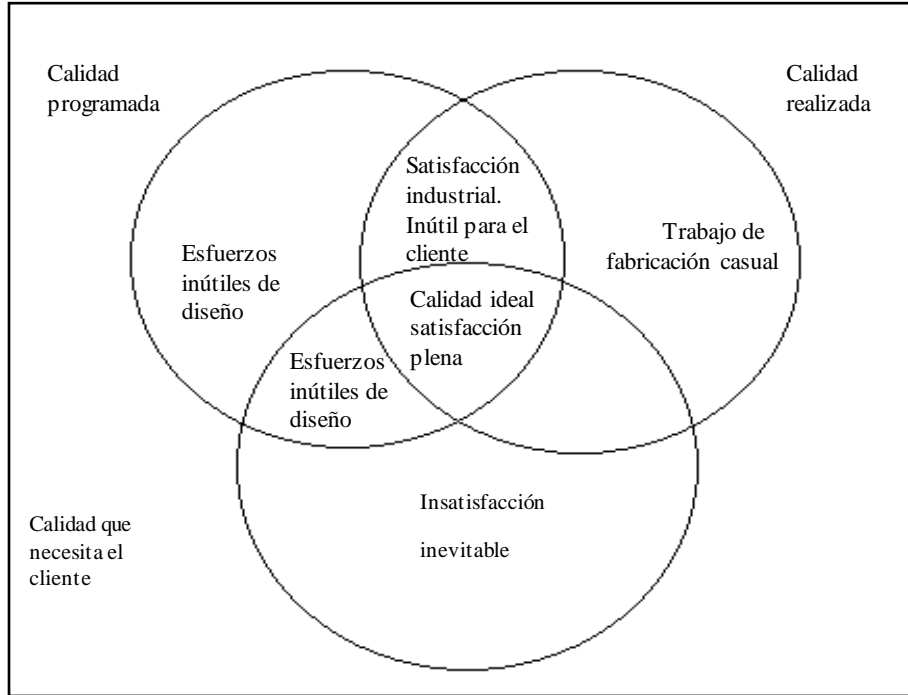 Calidad
programada
Calidad
realizada
Satisfacción
industrial.
Inútil para el
cliente
Trabajo de
fabricación casual
Esfuerzos
inútiles de
diseño
Calidad ideal
satisfacción
plena
Esfuerzos
inútiles de
diseño
Insatisfacción
inevitable
Calidad que
necesita el
cliente